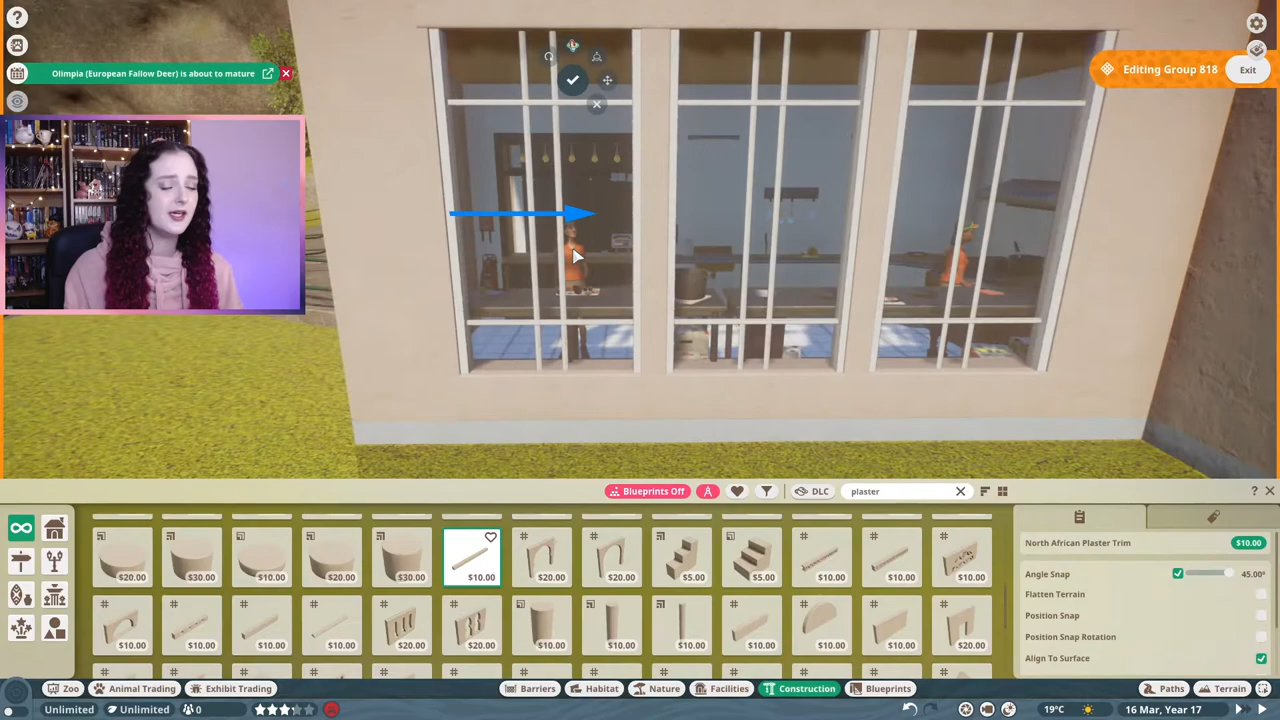 ?
Olimpia (European Fallow Deer) is about to mature
Editing Group 818
Exit
Blueprints Off
DLC
plaster
?
$20.00
$30.00
$10.00
$20.00
$30.00
$10.00
$20.00
$20.00
$5.00
$5.00
$10.00
$10.00
$10.00
$10.00
$10.00
$10.00
$10.00
$20.00
$20.00
$10.00
$10.00
$10.00
$10.00
$10.00
$10.00
$20.00
North African Plaster Trim
$10.00
Angle Snap
45.00°
Flatten Terrain
Position Snap
Position Snap Rotation
Align To Surface
Zoo
Animal Trading
Exhibit Trading
Barriers
Habitat
Nature
Facilities
Construction
Blueprints
Paths
Terrain
Unlimited
Unlimited
0
19°C
16 Mar, Year 17